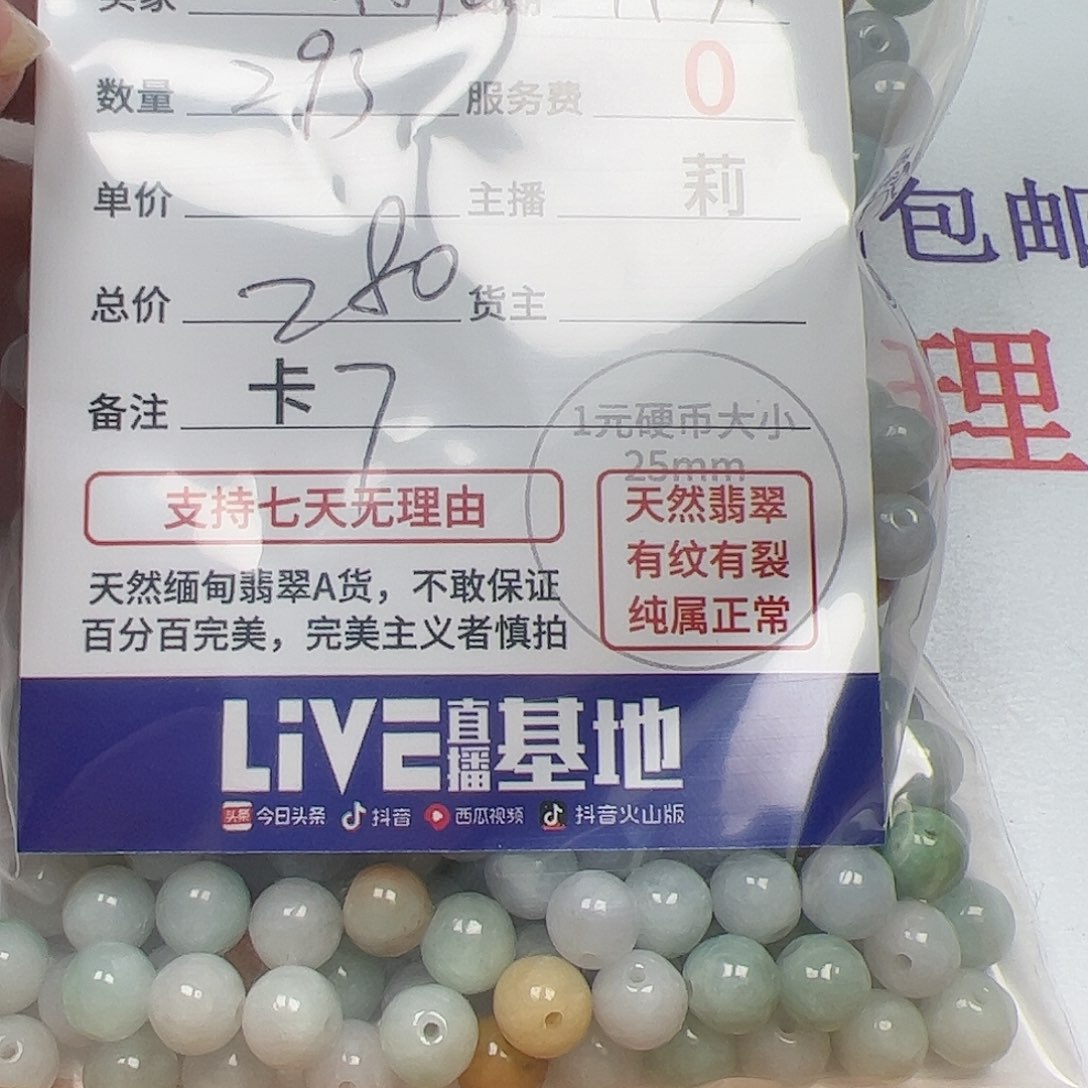 数量 293 服务费 0
单价 主播 莉
总价 280 货主
备注 卡7
1元硬币大小
25mm
支持七天无理由
天然翡翠
有纹有裂
纯属正常
天然缅甸翡翠A货，不敢保证
百分百完美，完美主义者慎拍
LiVE直播基地
头条 今日头条 抖音 西瓜视频 抖音火山版
包邮
理